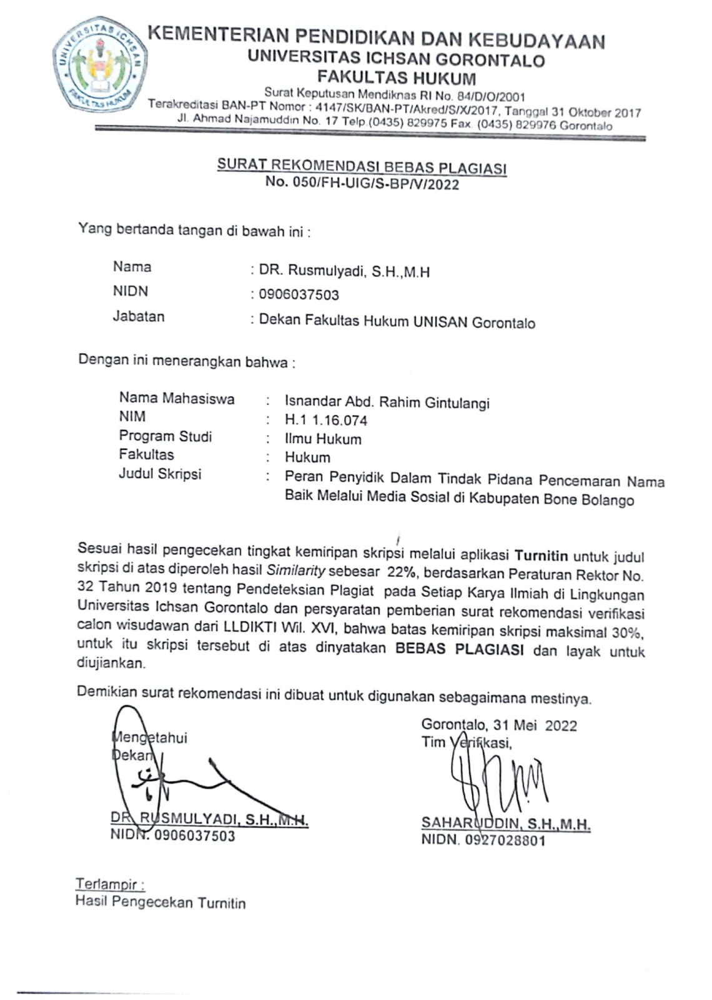 UNIVERSITAS ICHSAN
FAKULTAS HUKUM
KEMENTERIAN PENDIDIKAN DAN KEBUDAYAAN
UNIVERSITAS ICHSAN GORONTALO
FAKULTAS HUKUM
Surat Keputusan Mendiknas RI No. 84/D/O/2001
Terakreditasi BAN-PT Nomor : 4147/SK/BAN-PT/Akred/S/X/2017, Tanggal 31 Oktober 2017
Jl. Ahmad Najamuddin No. 17 Telp.(0435) 829975 Fax. (0435) 829976 Gorontalo
SURAT REKOMENDASI BEBAS PLAGIASI
No. 050/FH-UIG/S-BP/V/2022
Yang bertanda tangan di bawah ini :
Nama : DR. Rusmulyadi, S.H.,M.H
NIDN : 0906037503
Jabatan : Dekan Fakultas Hukum UNISAN Gorontalo
Dengan ini menerangkan bahwa :
Nama Mahasiswa : Isnandar Abd. Rahim Gintulangi
NIM : H.1 1.16.074
Program Studi : Ilmu Hukum
Fakultas : Hukum
Judul Skripsi : Peran Penyidik Dalam Tindak Pidana Pencemaran Nama
Baik Melalui Media Sosial di Kabupaten Bone Bolango
Sesuai hasil pengecekan tingkat kemiripan skripsi melalui aplikasi Turnitin untuk judul
skripsi di atas diperoleh hasil Similarity sebesar 22%, berdasarkan Peraturan Rektor No.
32 Tahun 2019 tentang Pendeteksian Plagiat pada Setiap Karya Ilmiah di Lingkungan
Universitas Ichsan Gorontalo dan persyaratan pemberian surat rekomendasi verifikasi
calon wisudawan dari LLDIKTI Wil. XVI, bahwa batas kemiripan skripsi maksimal 30%,
untuk itu skripsi tersebut di atas dinyatakan BEBAS PLAGIASI dan layak untuk
diujiankan.
Demikian surat rekomendasi ini dibuat untuk digunakan sebagaimana mestinya.
Gorontalo, 31 Mei 2022
Mengetahui
Dekan
Tim Verifikasi,
DR. RUSMULYADI, S.H.,M.H.
NIDN. 0906037503
SAHARUDDIN, S.H.,M.H.
NIDN. 0927028801
Terlampir :
Hasil Pengecekan Turnitin